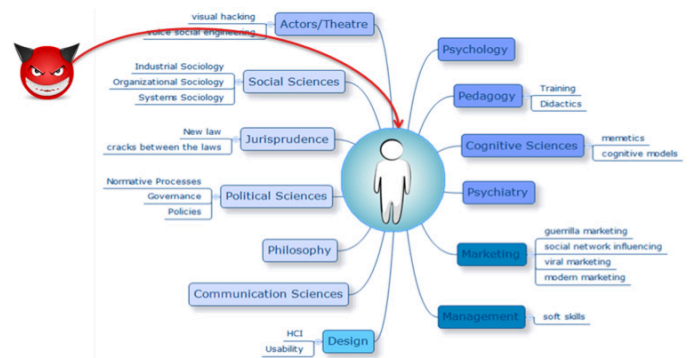 visual hacking
voice social engineering
Actors/Theatre
Industrial Sociology
Organizational Sociology
Systems Sociology
Social Sciences
New law
cracks between the laws
Jurisprudence
Normative Processes
Governance
Policies
Political Sciences
Philosophy
Communication Sciences
HCI
Usability
Design
Psychology
Pedagogy
Training
Didactics
Cognitive Sciences
memetics
cognitive models
Psychiatry
Marketing
guerrilla marketing
social network influencing
viral marketing
modern marketing
Management
soft skills